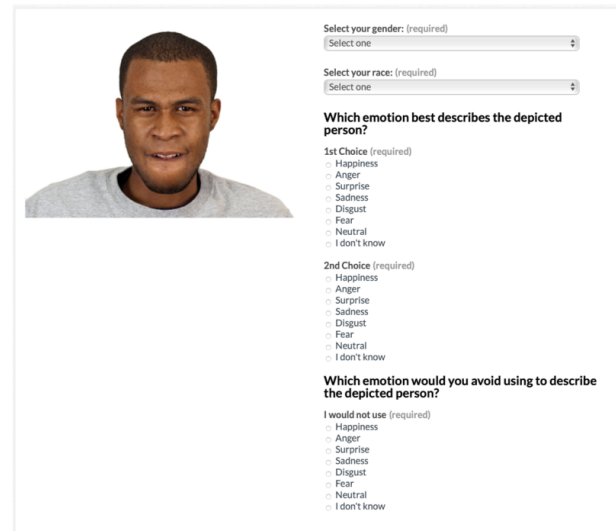 Select your gender: (required)
Select one
Select your race: (required)
Select one
Which emotion best describes the depicted
person?
1st Choice (required)
Happiness
Anger
Surprise
Sadness
Disgust
Fear
Neutral
I don't know
2nd Choice (required)
Happiness
Anger
Surprise
Sadness
Disgust
Fear
Neutral
I don't know
Which emotion would you avoid using to describe
the depicted person?
I would not use (required)
Happiness
Anger
Surprise
Sadness
Disgust
Fear
Neutral
I don't know